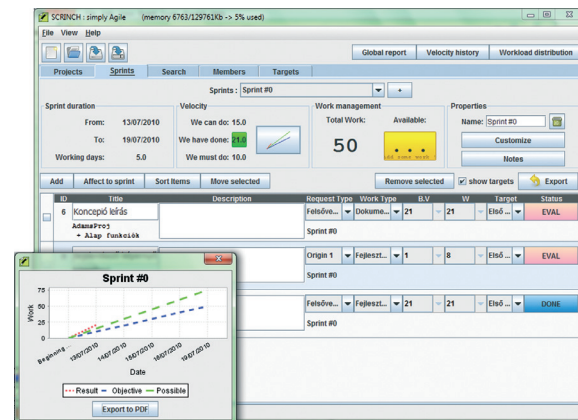 SCRINCH : simply Agile (memory 6763/129761Kb -> 5% used)
File View Help
Global report Velocity history Workload distribution
Projects Sprints Search Members Targets
Sprints : Sprint #0 +
Sprint duration Velocity Work management Properties
From: 13/07/2010 We can do: 15.0 Total Work: Available: Name: Sprint #0
To: 19/07/2010 We have done: 21.0 50 Customize
Working days: 5.0 We must do: 10.0 Notes
Add Affect to sprint Sort Items Move selected Remove selected show targets Export
ID Title Description Request Type Work Type B.V W Target Status
6 Koncepió leírás Felsőve... Dokume... 21 21 Első ... EVAL
AdamsProj Sprint #0
+ Alap funkciók
Origin 1 Fejleszt... 1 8 Első ... EVAL
Sprint #0
Felsőve... Fejleszt... 21 21 Első ... DONE
Sprint #0
Sprint #0
Work
75
50
25
0
Beginning ... 13/07/2010 14/07/2010 15/07/2010 16/07/2010 19/07/2010
Date
Result Objective Possible
Export to PDF